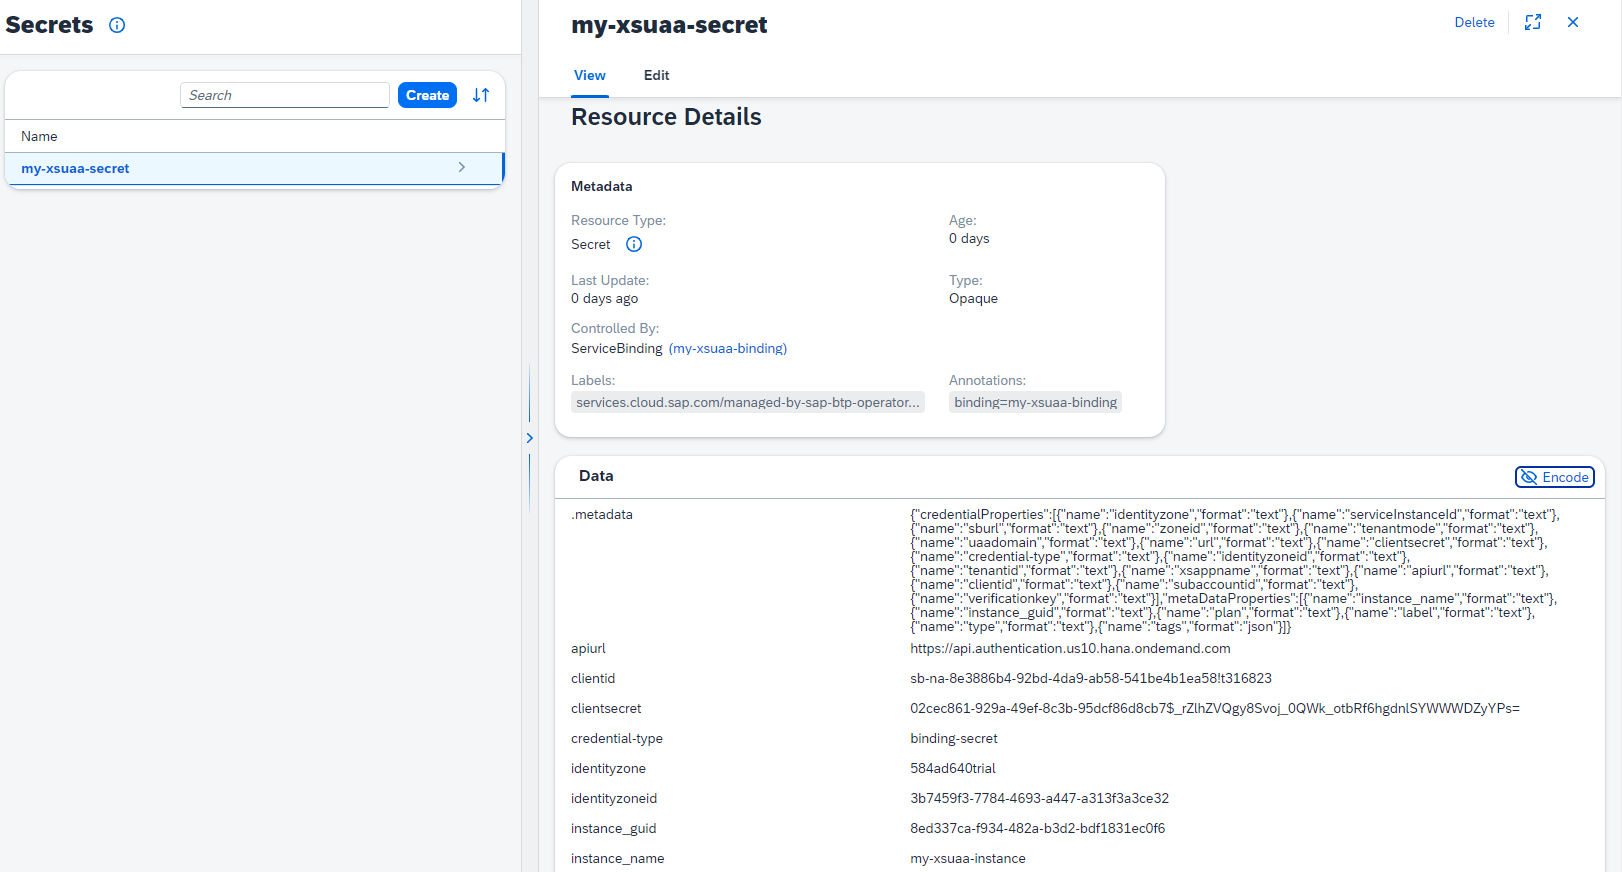 Secrets
Search
Create
Name
my-xsuaa-secret
my-xsuaa-secret
Delete
View
Edit
Resource Details
Metadata
Resource Type:
Secret
Age:
0 days
Last Update:
0 days ago
Type:
Opaque
Controlled By:
ServiceBinding (my-xsuaa-binding)
Labels:
services.cloud.sap.com/managed-by-sap-btp-operator...
Annotations:
binding=my-xsuaa-binding
Data
Encode
.metadata
{"credentialProperties":[{"name":"identityzone","format":"text"},{"name":"serviceInstanceId","format":"text"},
{"name":"sburl","format":"text"},{"name":"zoneid","format":"text"},{"name":"tenantmode","format":"text"},
{"name":"uaadomain","format":"text"},{"name":"url","format":"text"},{"name":"clientsecret","format":"text"},
{"name":"credential-type","format":"text"},{"name":"identityzoneid","format":"text"},
{"name":"tenantid","format":"text"},{"name":"xsappname","format":"text"},{"name":"apiurl","format":"text"},
{"name":"clientid","format":"text"},{"name":"subaccountid","format":"text"},
{"name":"verificationkey","format":"text"}],"metaDataProperties":[{"name":"instance_name","format":"text"},
{"name":"instance_guid","format":"text"},{"name":"plan","format":"text"},{"name":"label","format":"text"},
{"name":"type","format":"text"},{"name":"tags","format":"json"}]}
apiurl
https://api.authentication.us10.hana.ondemand.com
clientid
sb-na-8e3886b4-92bd-4da9-ab58-541be4b1ea58!t316823
clientsecret
02cec861-929a-49ef-8c3b-95dcf86d8cb7$_rZlhZVQgy8Svoj_0QWk_otbRf6hgdnlSYWWWDZyYPs=
credential-type
binding-secret
identityzone
584ad640trial
identityzoneid
3b7459f3-7784-4693-a447-a313f3a3ce32
instance_guid
8ed337ca-f934-482a-b3d2-bdf1831ec0f6
instance_name
my-xsuaa-instance